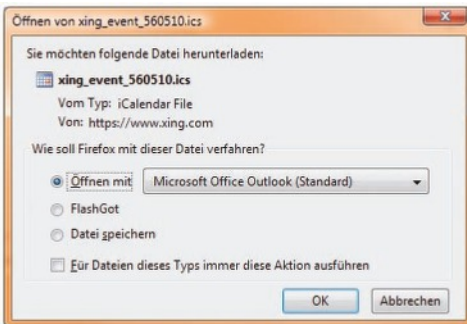 Öffnen von xing_event_560510.ics
Sie möchten folgende Datei herunterladen:
xing_event_560510.ics
Vom Typ: iCalendar File
Von: https://www.xing.com
Wie soll Firefox mit dieser Datei verfahren?
Öffnen mit Microsoft Office Outlook (Standard)
FlashGot
Datei speichern
Für Dateien dieses Typs immer diese Aktion ausführen
OK Abbrechen